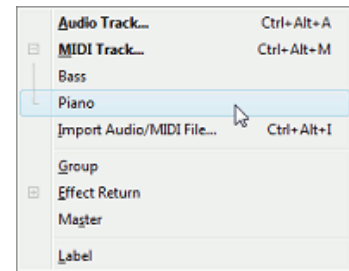 Audio Track... Ctrl+Alt+A
MIDI Track... Ctrl+Alt+M
Bass
Piano
Import Audio/MIDI File... Ctrl+Alt+I
Group
Effect Return
Master
Label